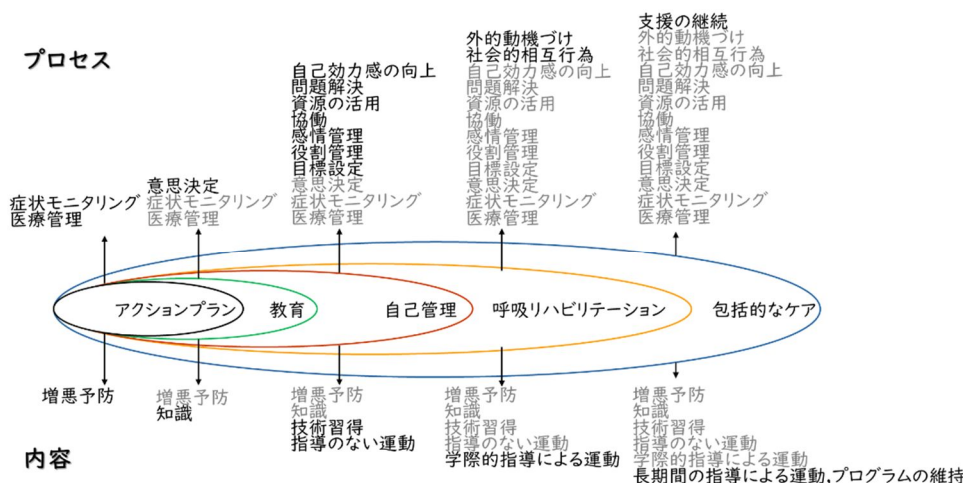 プロセス
症状モニタリング
医療管理
意思決定
症状モニタリング
医療管理
自己効力感の向上
問題解決
資源の活用
協働
感情管理
役割管理
目標設定
意思決定
症状モニタリング
医療管理
外的動機づけ
社会的相互行為
自己効力感の向上
問題解決
資源の活用
協働
感情管理
役割管理
目標設定
意思決定
症状モニタリング
医療管理
支援の継続
外的動機づけ
社会的相互行為
自己効力感の向上
問題解決
資源の活用
協働
感情管理
役割管理
目標設定
意思決定
症状モニタリング
医療管理
アクションプラン
教育
自己管理
呼吸リハビリテーション
包括的なケア
内容
増悪予防
増悪予防
知識
増悪予防
知識
技術習得
指導のない運動
増悪予防
知識
技術習得
指導のない運動
学際的指導による運動
増悪予防
知識
技術習得
指導のない運動
学際的指導による運動
長期間の指導による運動,プログラムの維持